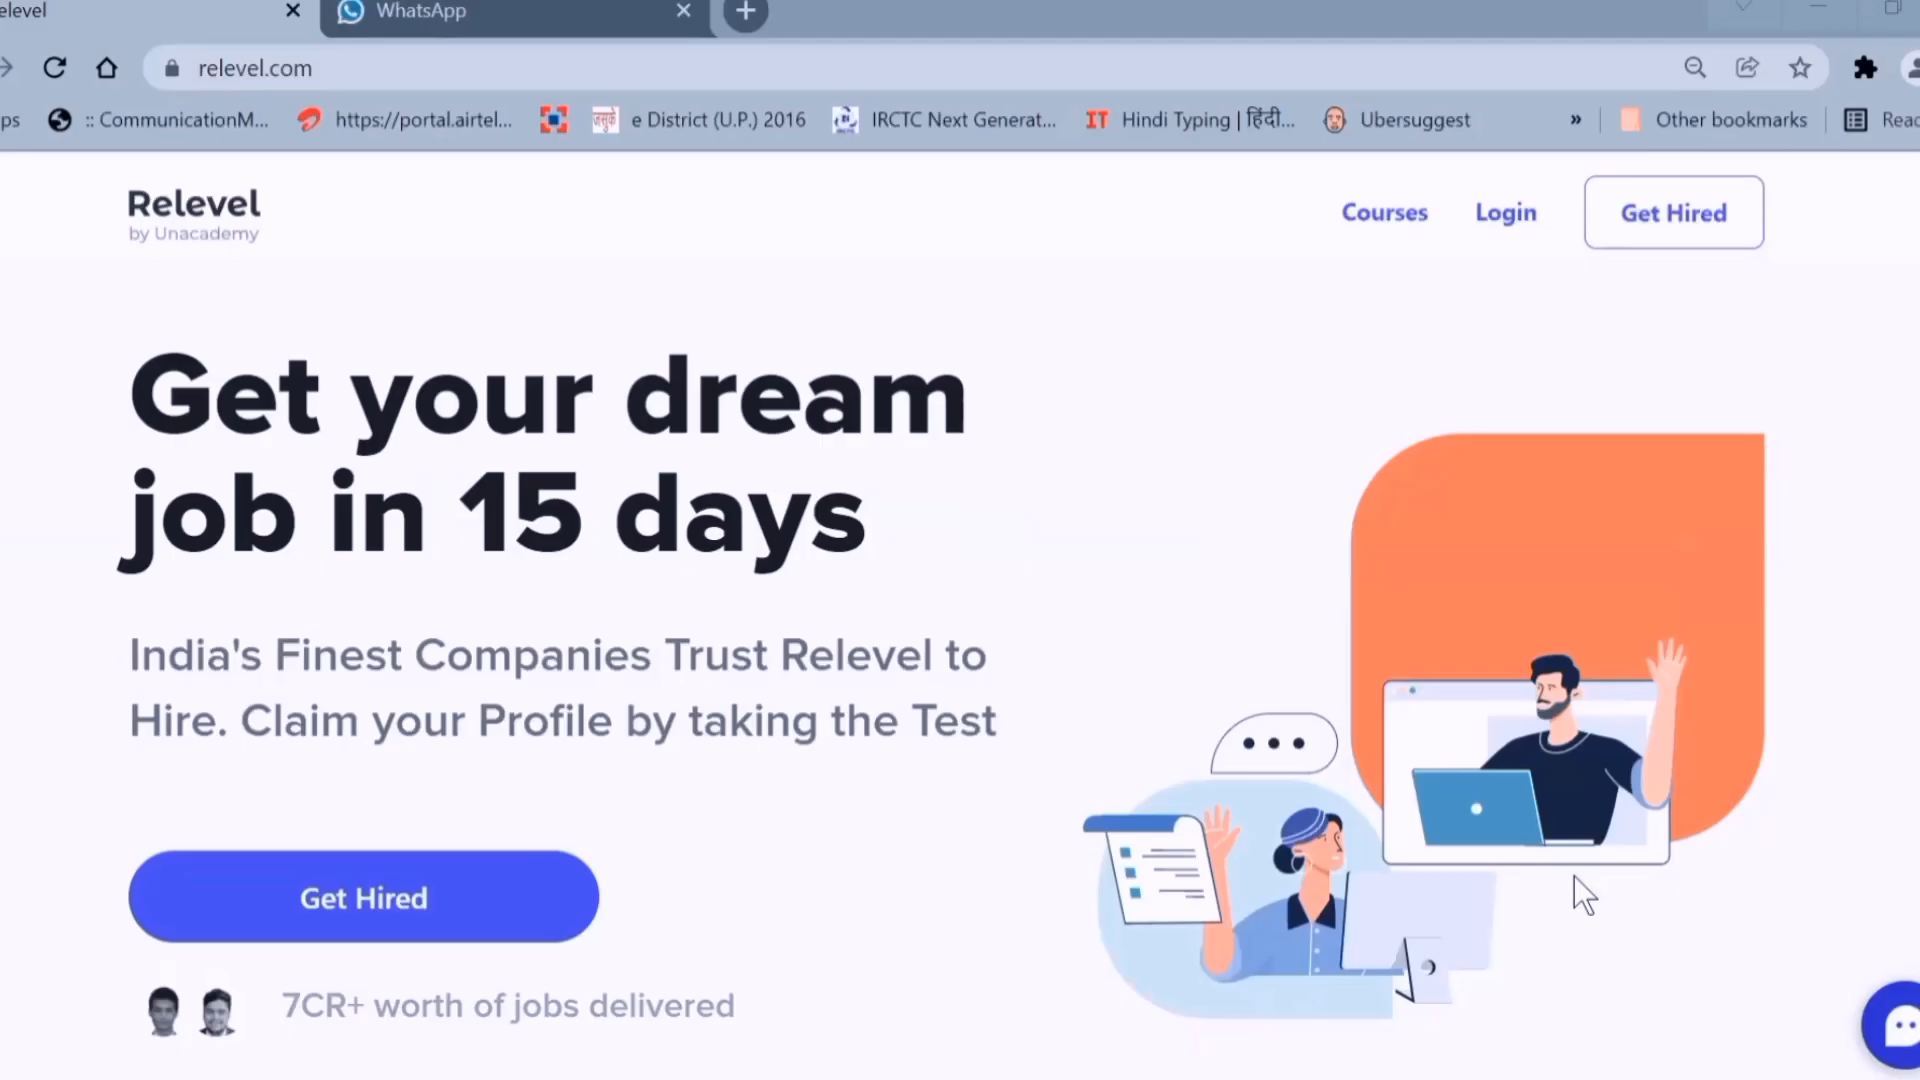 elevel
WhatsApp
relevel.com
ps
:: CommunicationM...
https://portal.airtel...
जसुके
e District (U.P.) 2016
IRCTC Next Generat...
IT
Hindi Typing | हिंदी...
Ubersuggest
»
Other bookmarks
Reac
Relevel
by Unacademy
Courses
Login
Get Hired
Get your dream
job in 15 days
India's Finest Companies Trust Relevel to
Hire. Claim your Profile by taking the Test
Get Hired
7CR+ worth of jobs delivered